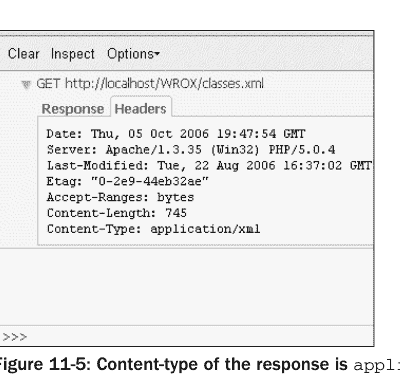 Clear Inspect Options▾
GET http://localhost/WROX/classes.xml
Response Headers
Date: Thu, 05 Oct 2006 19:47:54 GMT
Server: Apache/1.3.35 (Win32) PHP/5.0.4
Last-Modified: Tue, 22 Aug 2006 16:37:02 GMT
Etag: "0-2e9-44eb32ae"
Accept-Ranges: bytes
Content-Length: 745
Content-Type: application/xml
>>>
Figure 11-5: Content-type of the response is appli